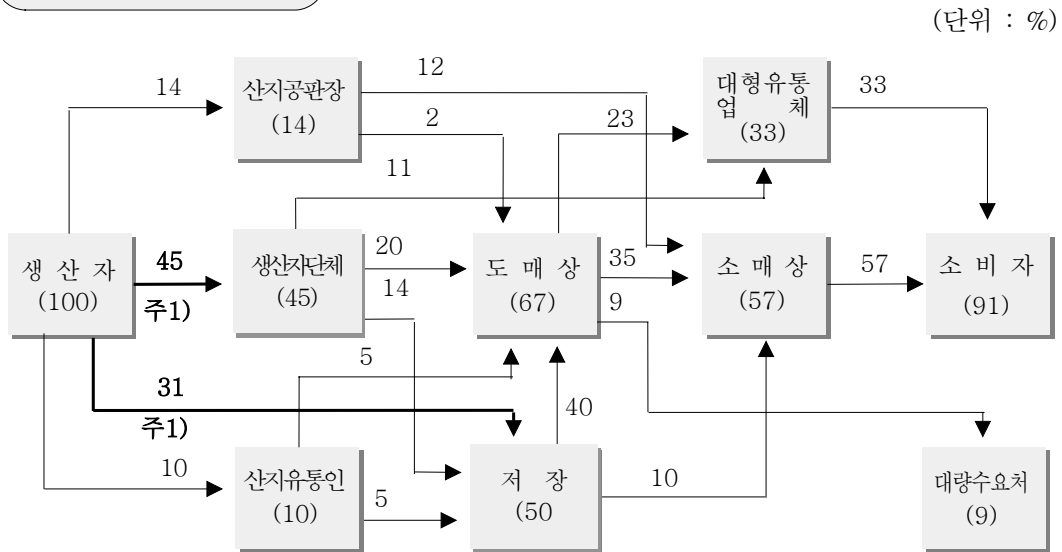 (단위 : %)
14
산지공판장
(14)
12
2
23
대형유통
업 체
(33)
33
11
생 산 자
(100)
45
주1)
생산자단체
(45)
20
14
도 매 상
(67)
35
9
소 매 상
(57)
57
소 비 자
(91)
31
주1)
5
40
10
산지유통인
(10)
5
저 장
(50
10
대량수요처
(9)